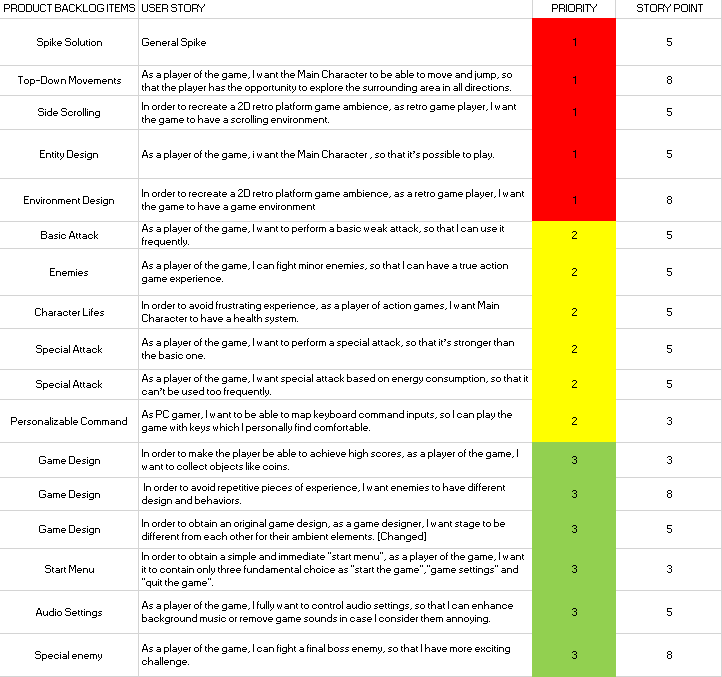 PRODUCT BACKLOG ITEMS USER STORY PRIORITY STORY POINT
Spike Solution General Spike 1 5
Top-Down Movements As a player of the game, I want the Main Character to be able to move and jump, so
that the player has the opportunity to explore the surrounding area in all directions. 1 8
Side Scrolling In order to recreate a 2D retro platform game ambience, as retro game player, I want
the game to have a scrolling environment. 1 5
Entity Design As a player of the game, i want the Main Character , so that it's possible to play. 1 5
Environment Design In order to recreate a 2D retro platform game ambience, as a retro game player, I want
the game to have a game environment 1 8
Basic Attack As a player of the game, I want to perform a basic weak attack, so that I can use it
frequently. 2 5
Enemies As a player of the game, I can fight minor enemies, so that I can have a true action
game experience. 2 5
Character Lifes In order to avoid frustrating experience, as a player of action games, I want Main
Character to have a health system. 2 5
Special Attack As a player of the game, I want to perform a special attack, so that it's stronger than
the basic one. 2 5
Special Attack As a player of the game, I want special attack based on energy consumption, so that it
can't be used too frequently. 2 5
Personalizable Command As PC gamer, I want to be able to map keyboard command inputs, so I can play the
game with keys which I personally find comfortable. 2 3
Game Design In order to make the player be able to achieve high scores, as a player of the game, I
want to collect objects like coins. 3 3
Game Design In order to avoid repetitive pieces of experience, I want enemies to have different
design and behaviors. 3 8
Game Design In order to obtain an original game design, as a game designer, I want stage to be
different from each other for their ambient elements. [Changed] 3 5
Start Menu In order to obtain a simple and immediate "start menu", as a player of the game, I want
it to contain only three fundamental choice as "start the game","game settings" and
"quit the game". 3 3
Audio Settings As a player of the game, I fully want to control audio settings, so that I can enhance
background music or remove game sounds in case I consider them annoying. 3 5
Special enemy As a player of the game, I can fight a final boss enemy, so that I have more exciting
challenge. 3 8